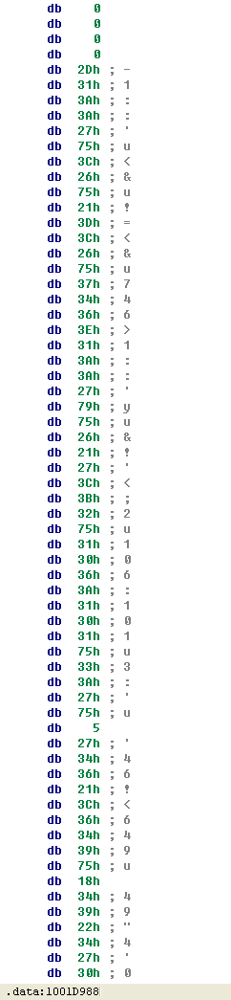 db 0
db 0
db 0
db 0
db 2Dh ; -
db 31h ; 1
db 3Ah ; :
db 3Ah ; :
db 27h ; '
db 75h ; u
db 3Ch ; <
db 26h ; &
db 75h ; u
db 21h ; !
db 3Dh ; =
db 3Ch ; <
db 26h ; &
db 75h ; u
db 37h ; 7
db 34h ; 4
db 36h ; 6
db 3Eh ; >
db 31h ; 1
db 3Ah ; :
db 3Ah ; :
db 27h ; '
db 79h ; y
db 75h ; u
db 26h ; &
db 21h ; !
db 27h ; '
db 3Ch ; <
db 3Bh ; ;
db 32h ; 2
db 75h ; u
db 31h ; 1
db 30h ; 0
db 36h ; 6
db 3Ah ; :
db 31h ; 1
db 30h ; 0
db 31h ; 1
db 75h ; u
db 33h ; 3
db 3Ah ; :
db 27h ; '
db 75h ; u
db 5
db 27h ; '
db 34h ; 4
db 36h ; 6
db 21h ; !
db 3Ch ; <
db 36h ; 6
db 34h ; 4
db 39h ; 9
db 75h ; u
db 18h
db 34h ; 4
db 39h ; 9
db 22h ; "
db 34h ; 4
db 27h ; '
db 30h ; 0
.data:1001D988